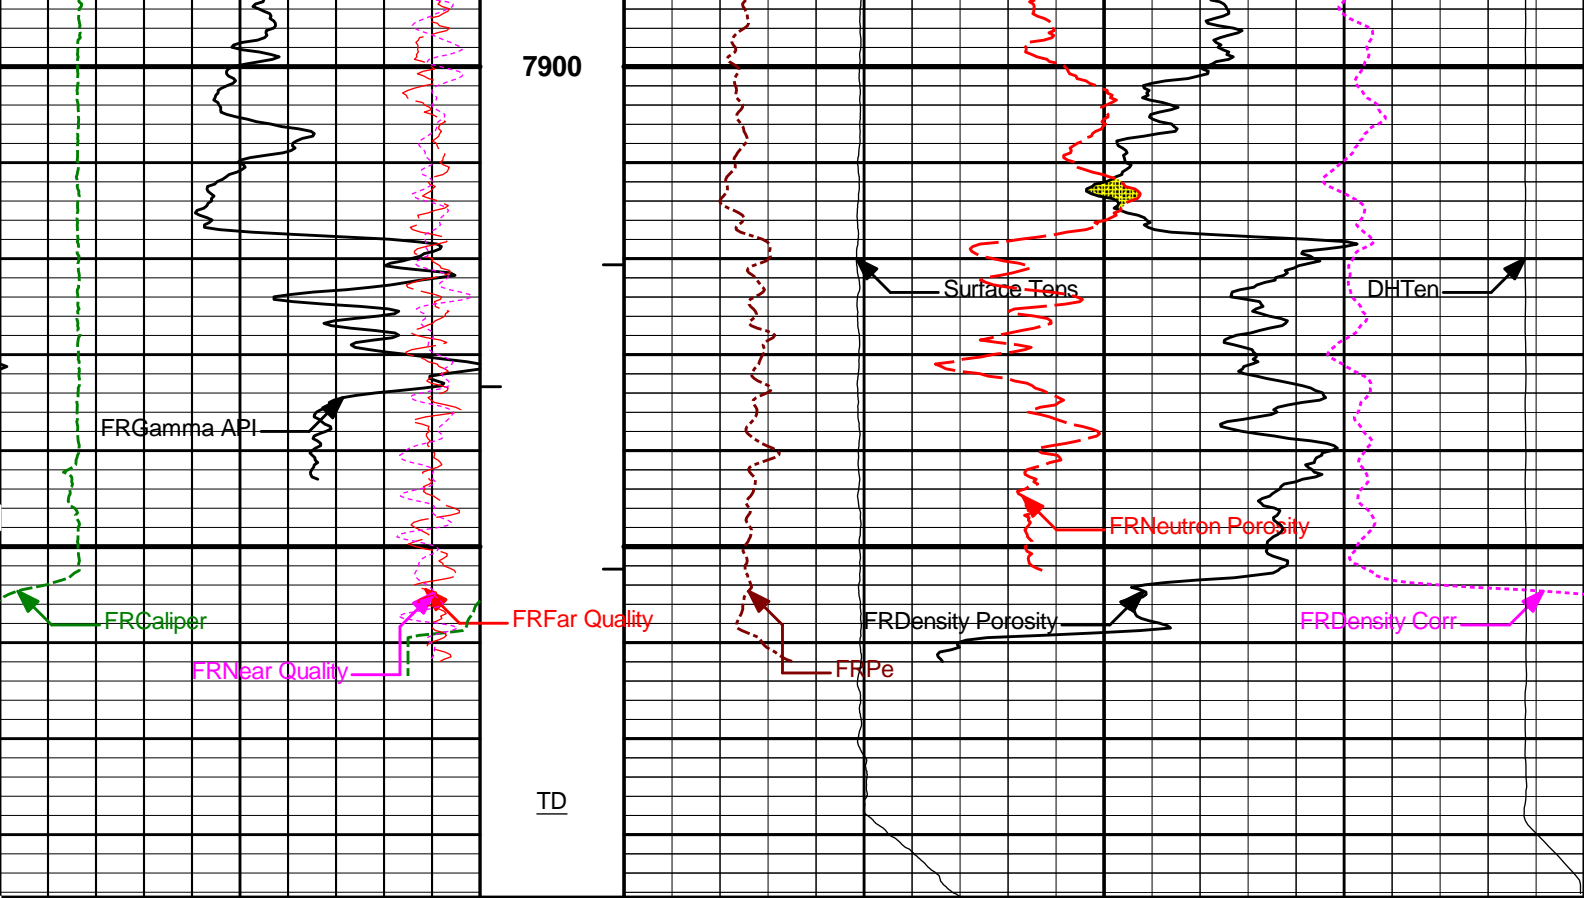 7900
Surface Tens
DHTen
FRGamma API
FRNeutron Porosity
FRCaliper
FRFar Quality
FRDensity Porosity
FRDensity Corr
FRNear Quality
FRPe
TD